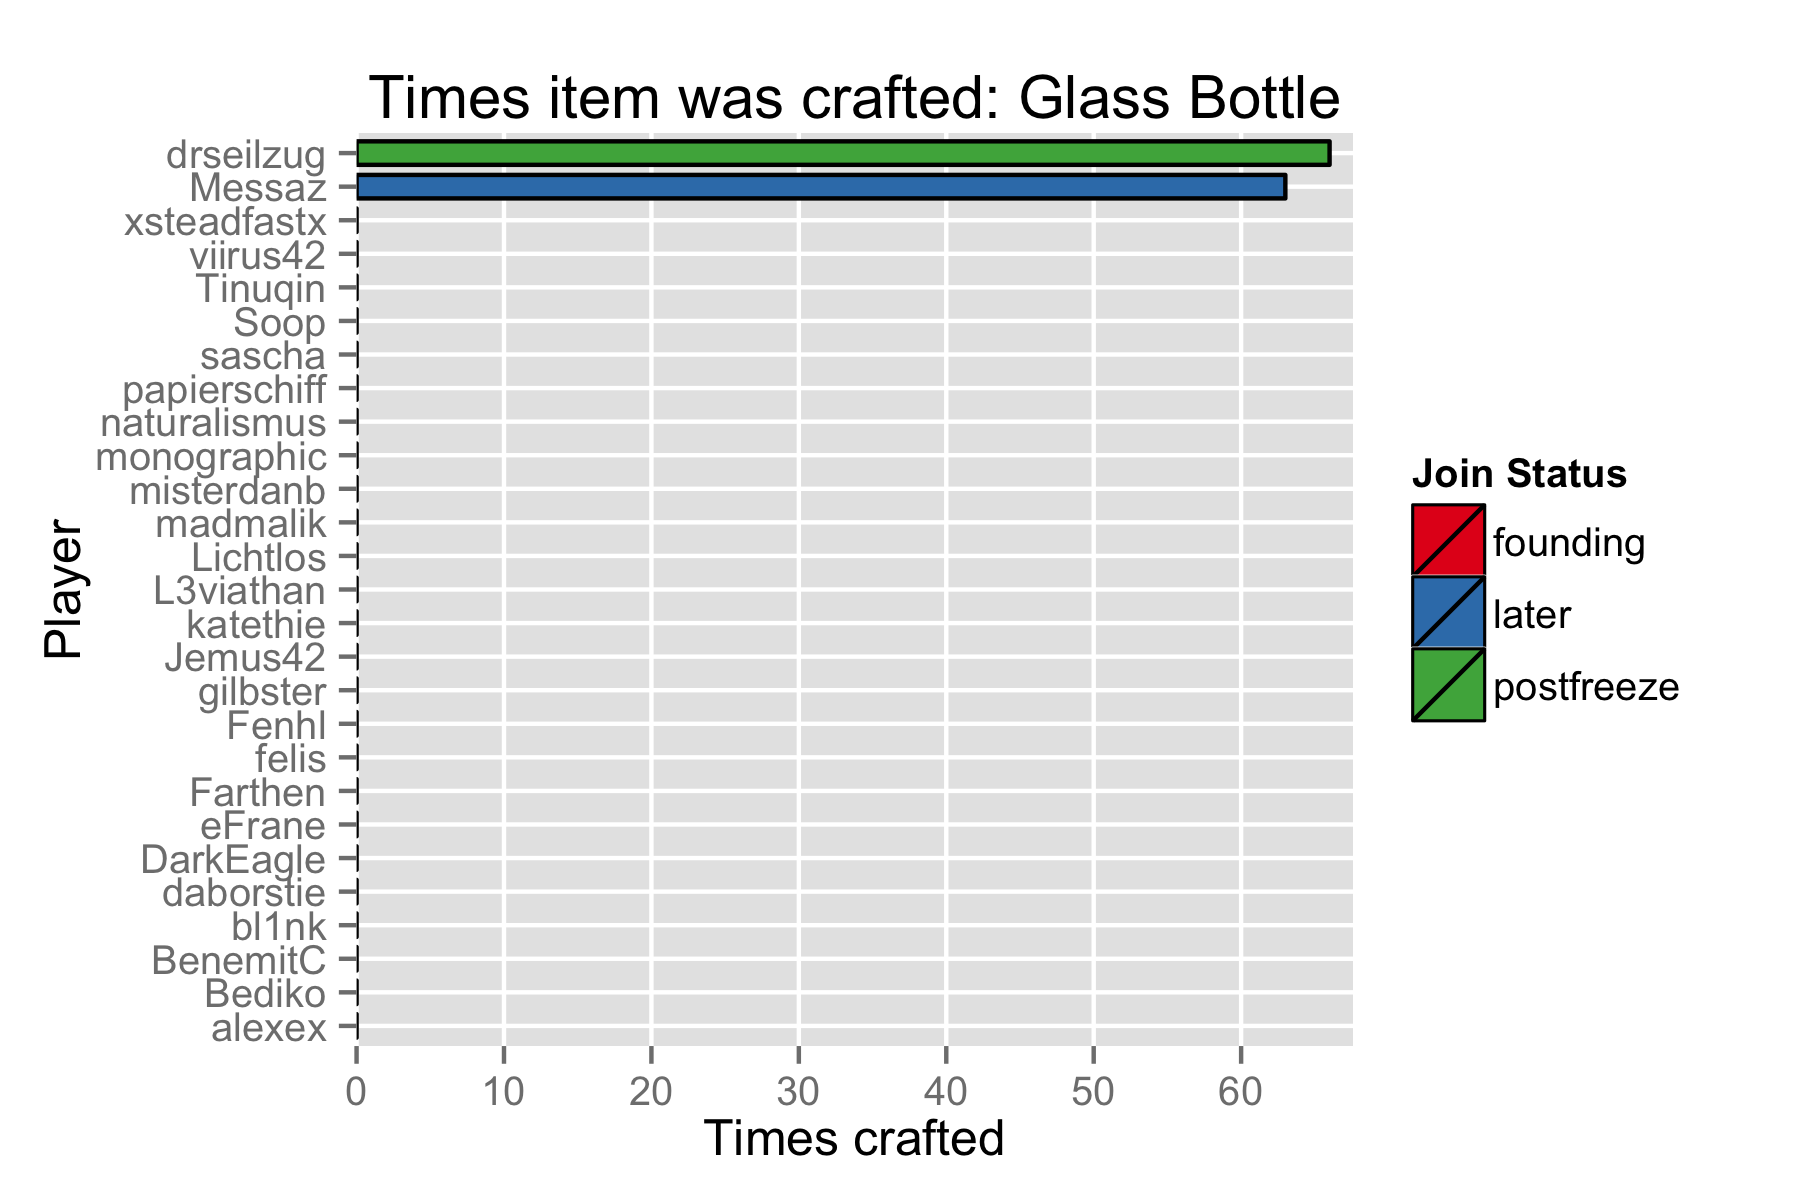 Times item was crafted: Glass Bottle
drseilzug
Messaz
xsteadfastx
viirus42
Tinuqin
Soop
sascha
papierschiff
naturalismus
monographic
misterdanb
madmalik
Lichtlos
L3viathan
katethie
Jemus42
gilbster
Fenhl
felis
Farthen
eFrane
DarkEagle
daborstie
bl1nk
BenemitC
Bediko
alexex
Player
0 10 20 30 40 50 60
Times crafted
Join Status
founding
later
postfreeze